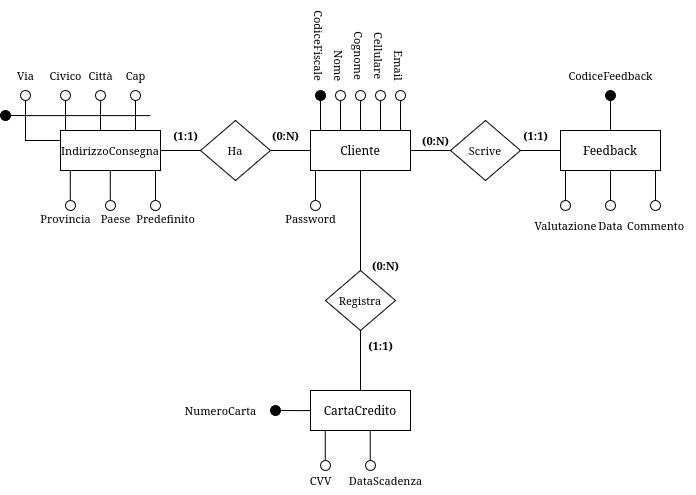 CodiceFiscale
Nome
Cognome
Cellulare
Email
Via
Civico
Città
Cap
CodiceFeedback
(1:1)
(0:N)
(0:N)
(1:1)
IndirizzoConsegna
Ha
Cliente
Scrive
Feedback
Provincia
Paese
Predefinito
Password
Valutazione
Data
Commento
(0:N)
Registra
(1:1)
NumeroCarta
CartaCredito
CVV
DataScadenza